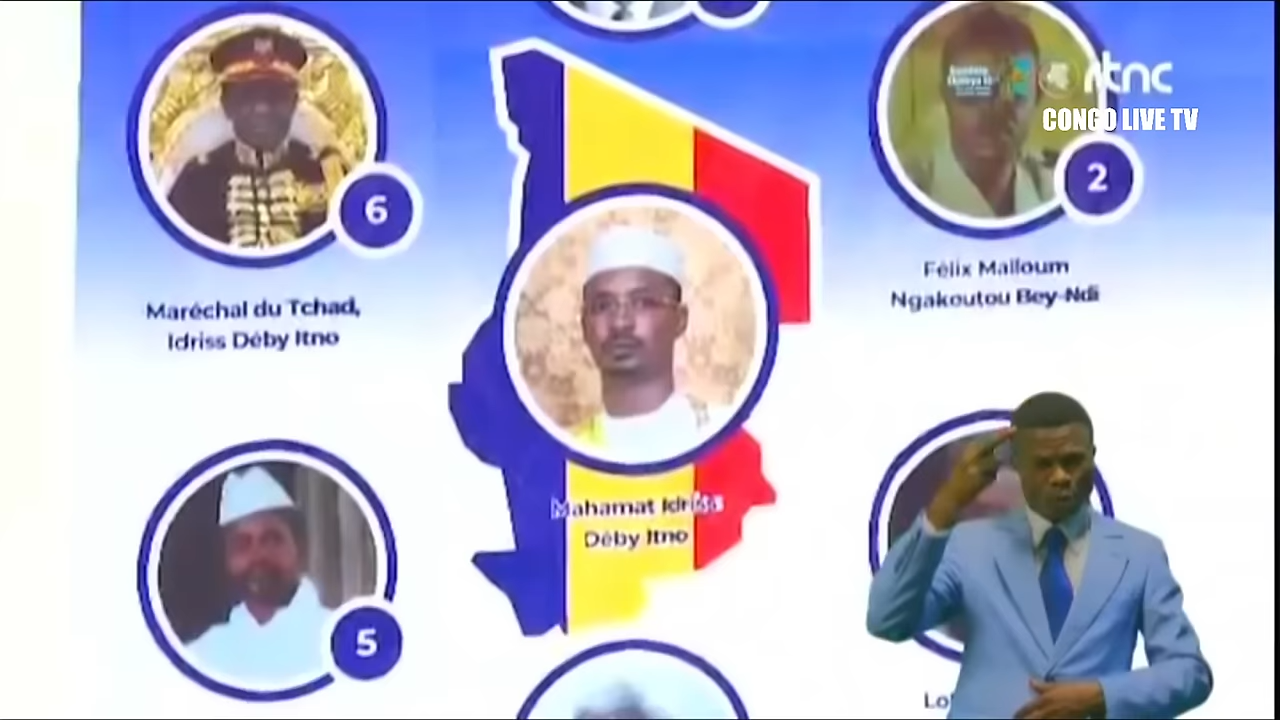 rtnc
CONGO LIVE TV
6
2
Maréchal du Tchad,
Idriss Déby Itno
Félix Malloum
Ngakoutou Bey-Ndi
Mahamat Idriss
Déby Itno
5